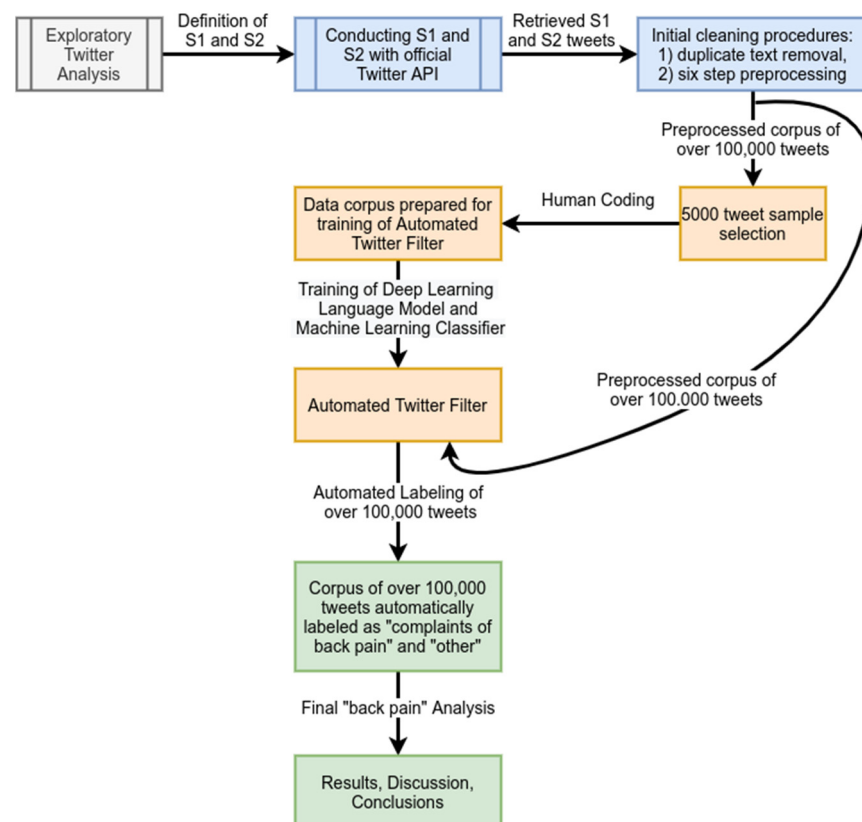 Exploratory
Twitter
Analysis
Definition of
S1 and S2
Conducting S1 and
S2 with official
Twitter API
Retrieved S1
and S2 tweets
Initial cleaning procedures:
1) duplicate text removal,
2) six step preprocessing
Preprocessed corpus of
over 100,000 tweets
5000 tweet sample
selection
Human Coding
Data corpus prepared for
training of Automated
Twitter Filter
Training of Deep Learning
Language Model and
Machine Learning Classifier
Preprocessed corpus of
over 100.000 tweets
Automated Twitter Filter
Automated Labeling of
over 100,000 tweets
Corpus of over 100,000
tweets automatically
labeled as "complaints of
back pain" and "other"
Final "back pain" Analysis
Results, Discussion,
Conclusions